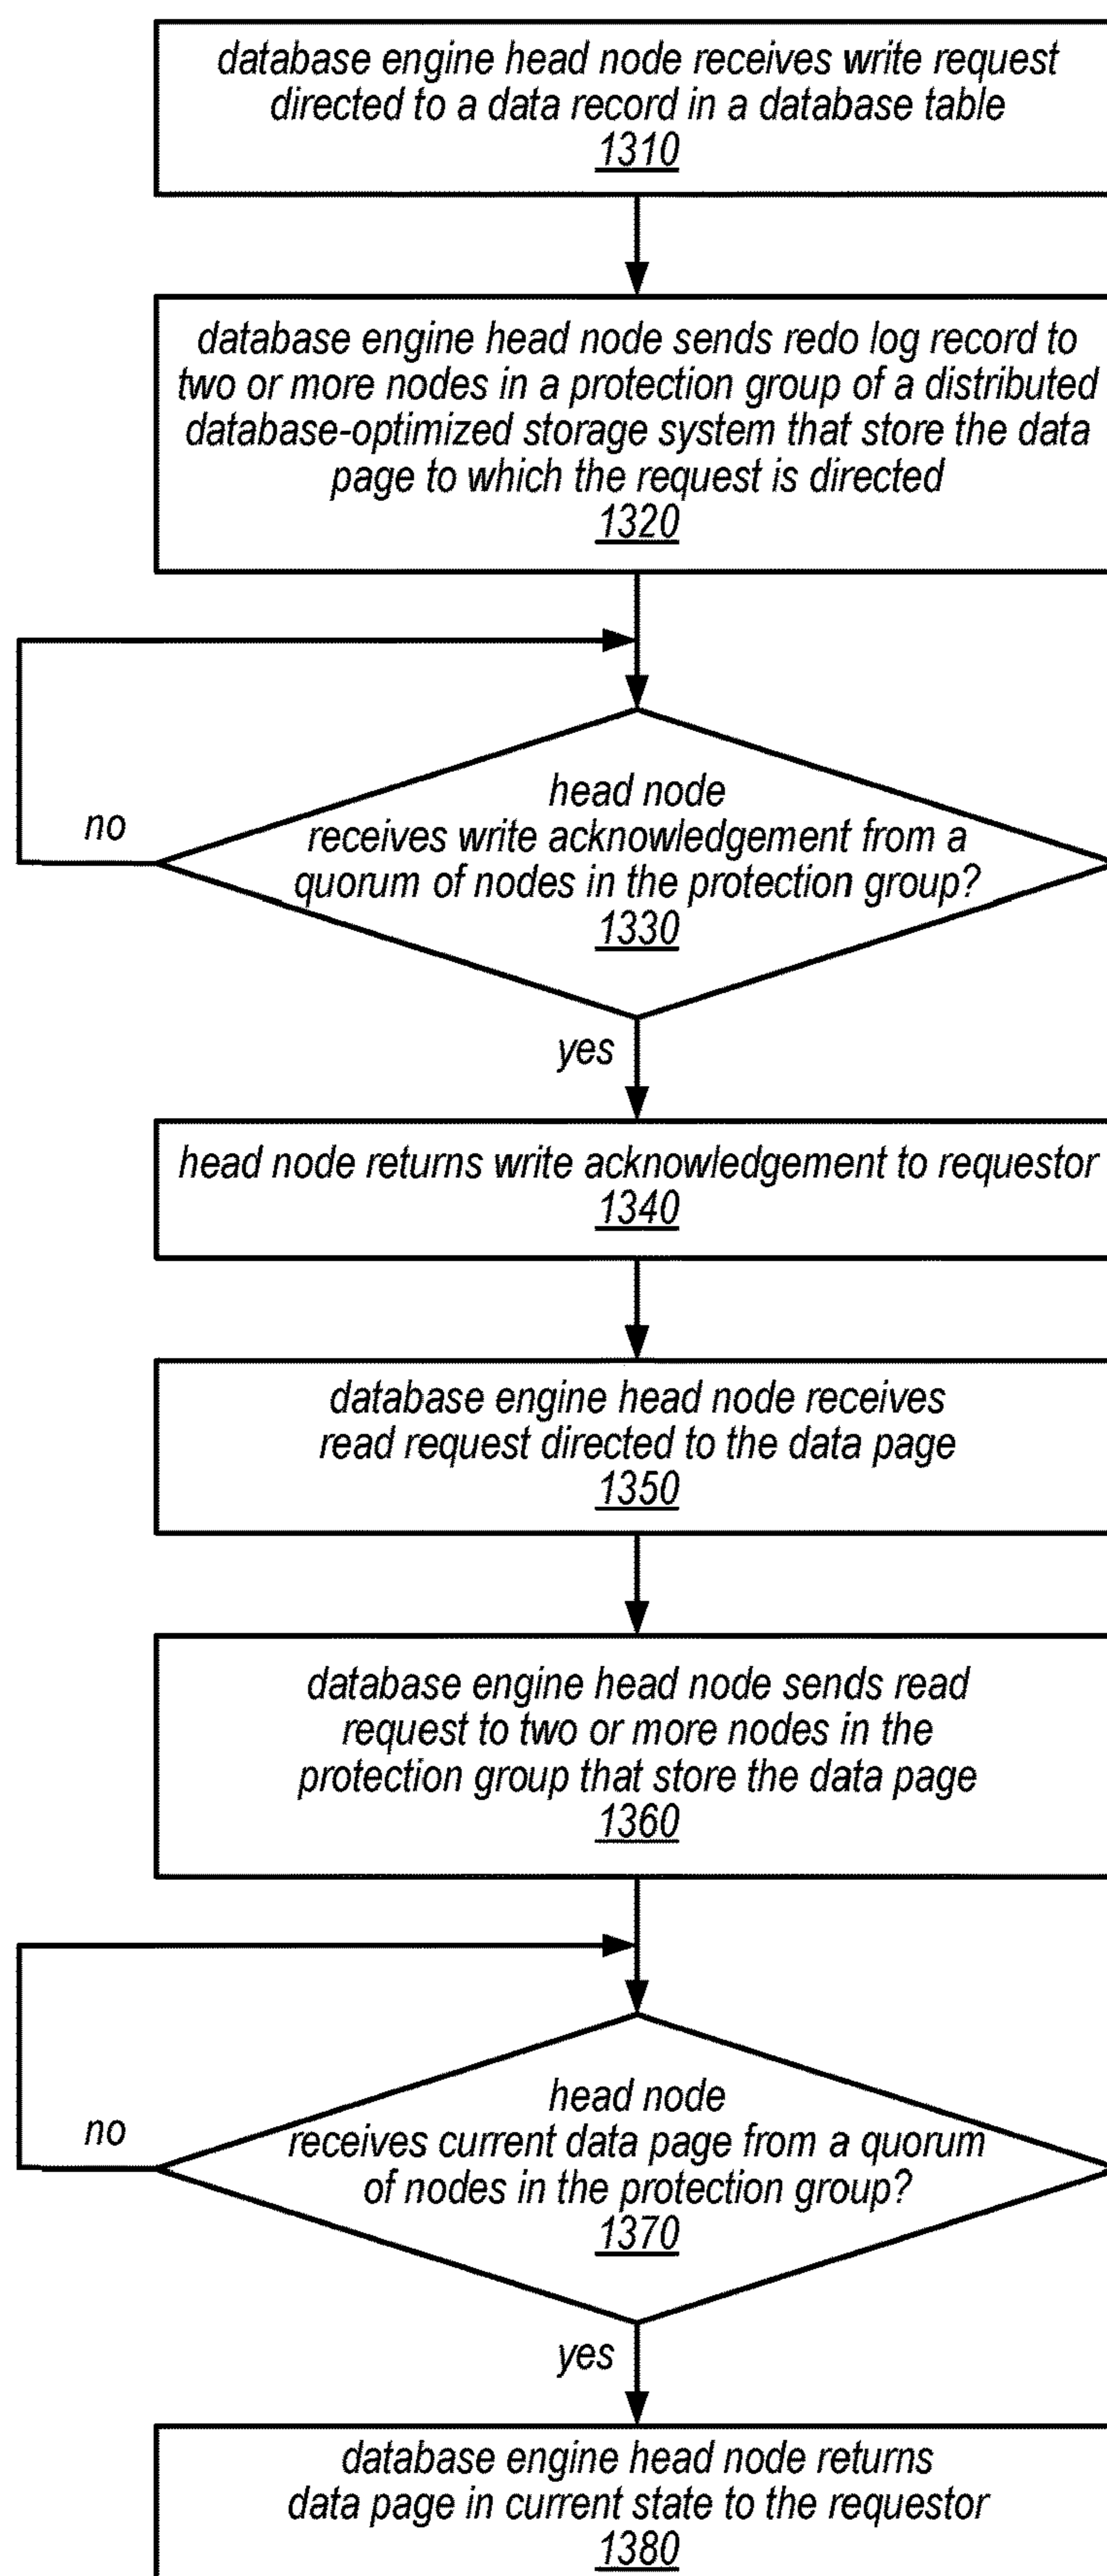 database engine head node receives write request
directed to a data record in a database table
1310
database engine head node sends redo log record to
two or more nodes in a protection group of a distributed
database-optimized storage system that store the data
page to which the request is directed
1320
head node
receives write acknowledgement from a
quorum of nodes in the protection group?
1330
no
yes
head node returns write acknowledgement to requestor
1340
database engine head node receives
read request directed to the data page
1350
database engine head node sends read
request to two or more nodes in the
protection group that store the data page
1360
head node
receives current data page from a quorum
of nodes in the protection group?
1370
no
yes
database engine head node returns
data page in current state to the requestor
1380